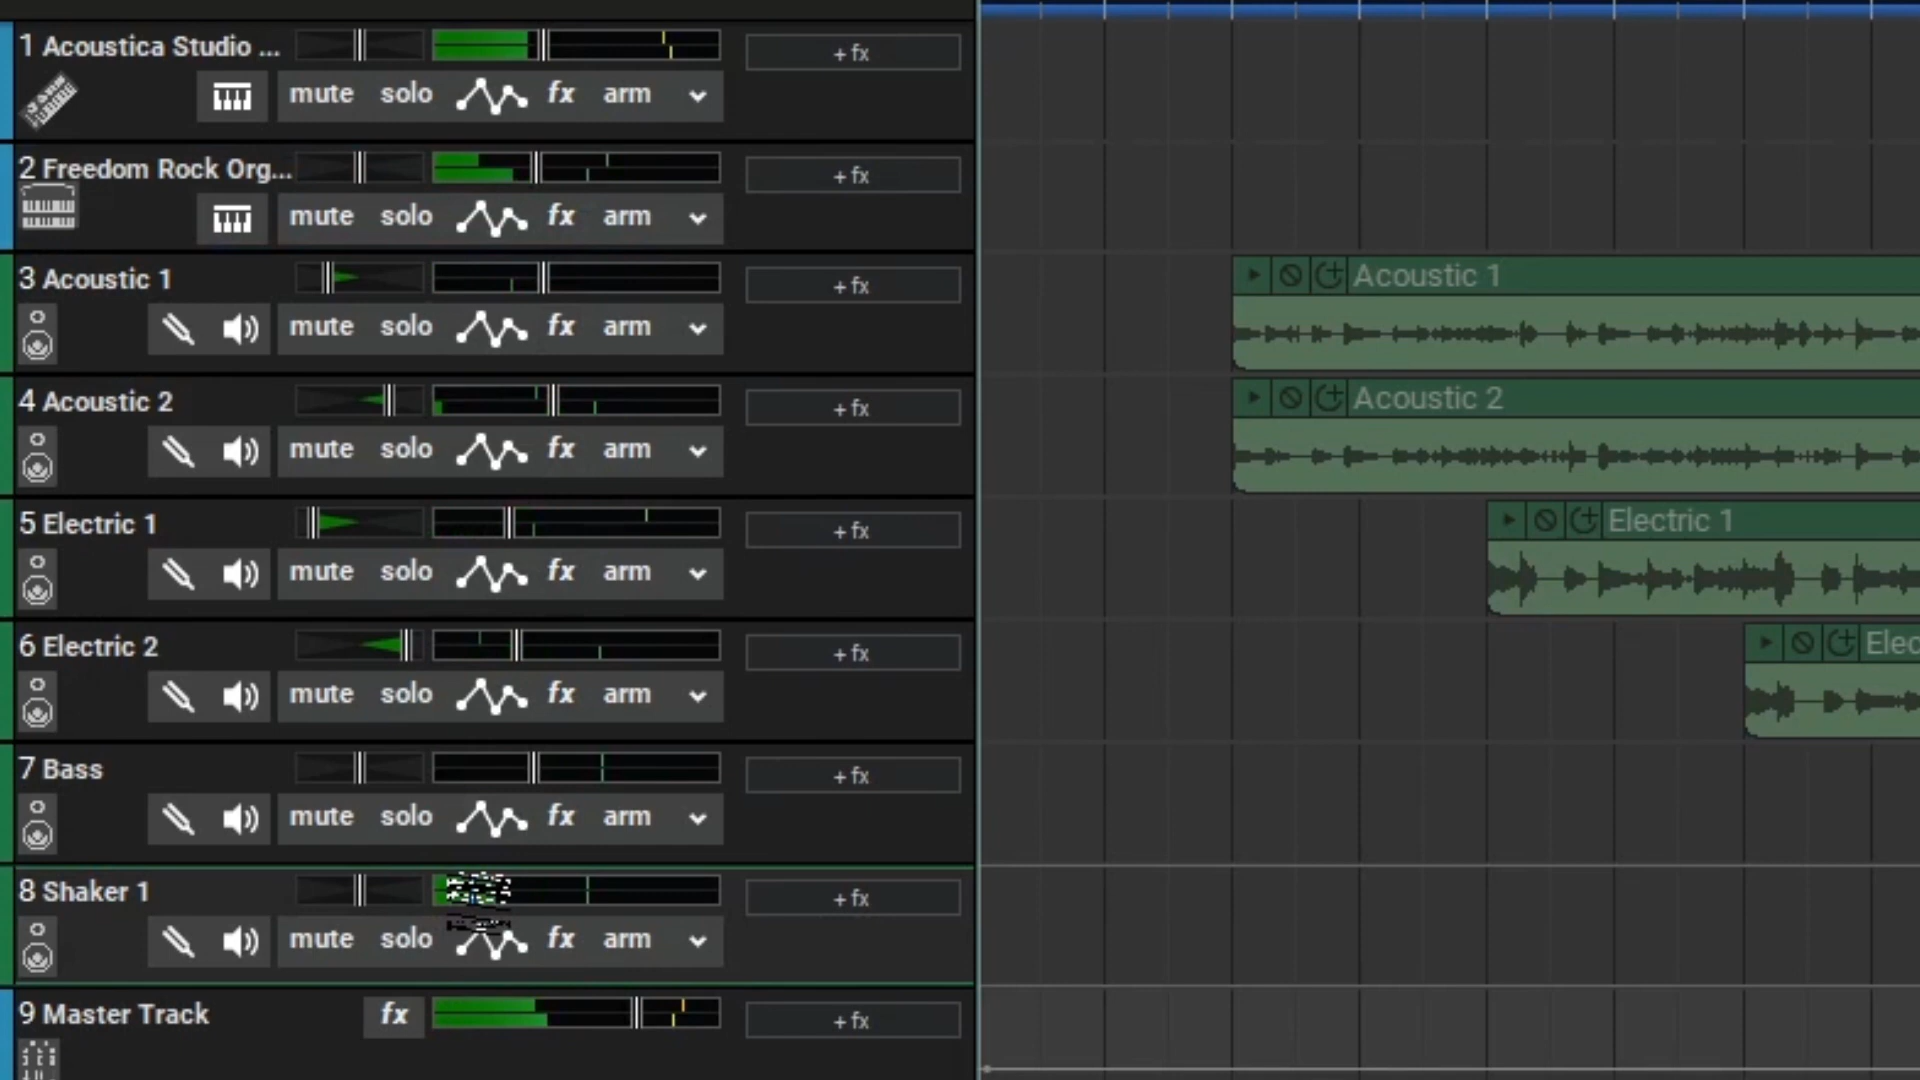 1 Acoustica Studio ...
+fx
mute solo fx arm
2 Freedom Rock Org...
+fx
mute solo fx arm
3 Acoustic 1
+fx
Acoustic 1
mute solo fx arm
4 Acoustic 2
+fx
Acoustic 2
mute solo fx arm
5 Electric 1
+fx
Electric 1
mute solo fx arm
6 Electric 2
+fx
Elec
mute solo fx arm
7 Bass
+fx
mute solo fx arm
8 Shaker 1
+fx
mute solo fx arm
9 Master Track
fx
+fx